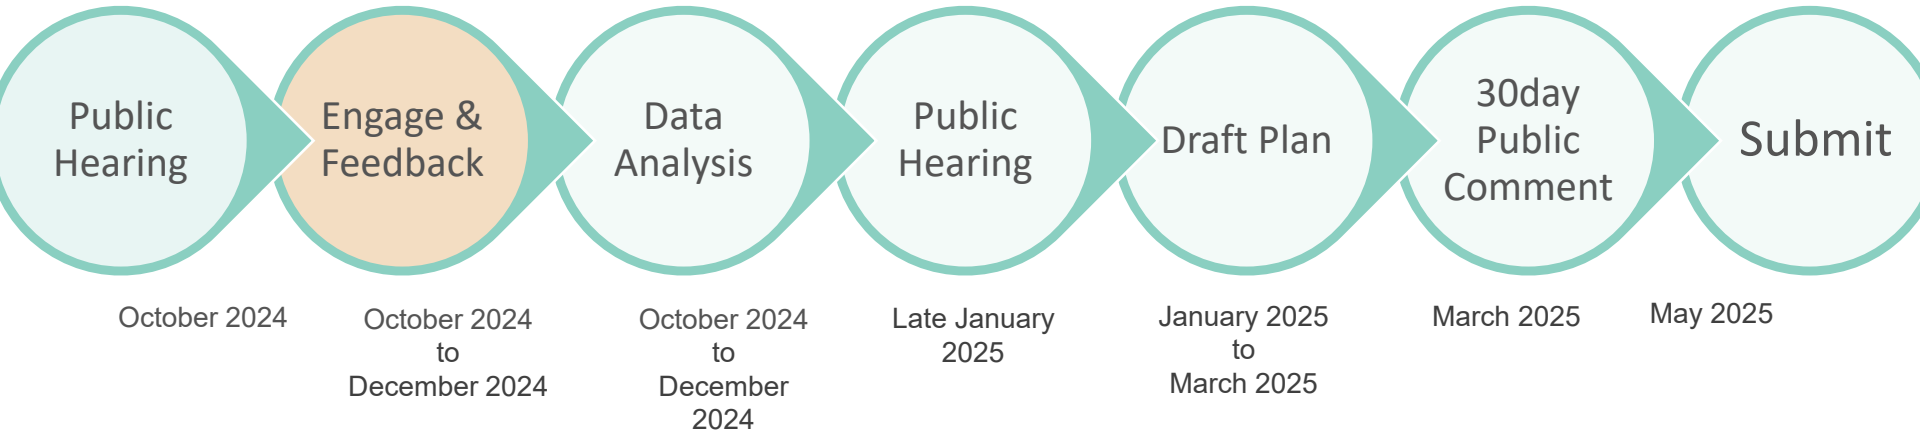 Public
Hearing
Engage &
Feedback
Data
Analysis
Public
Hearing
Draft Plan
30day
Public
Comment
Submit
October 2024
October 2024
to
December 2024
October 2024
to
December
2024
Late January
2025
January 2025
to
March 2025
March 2025
May 2025